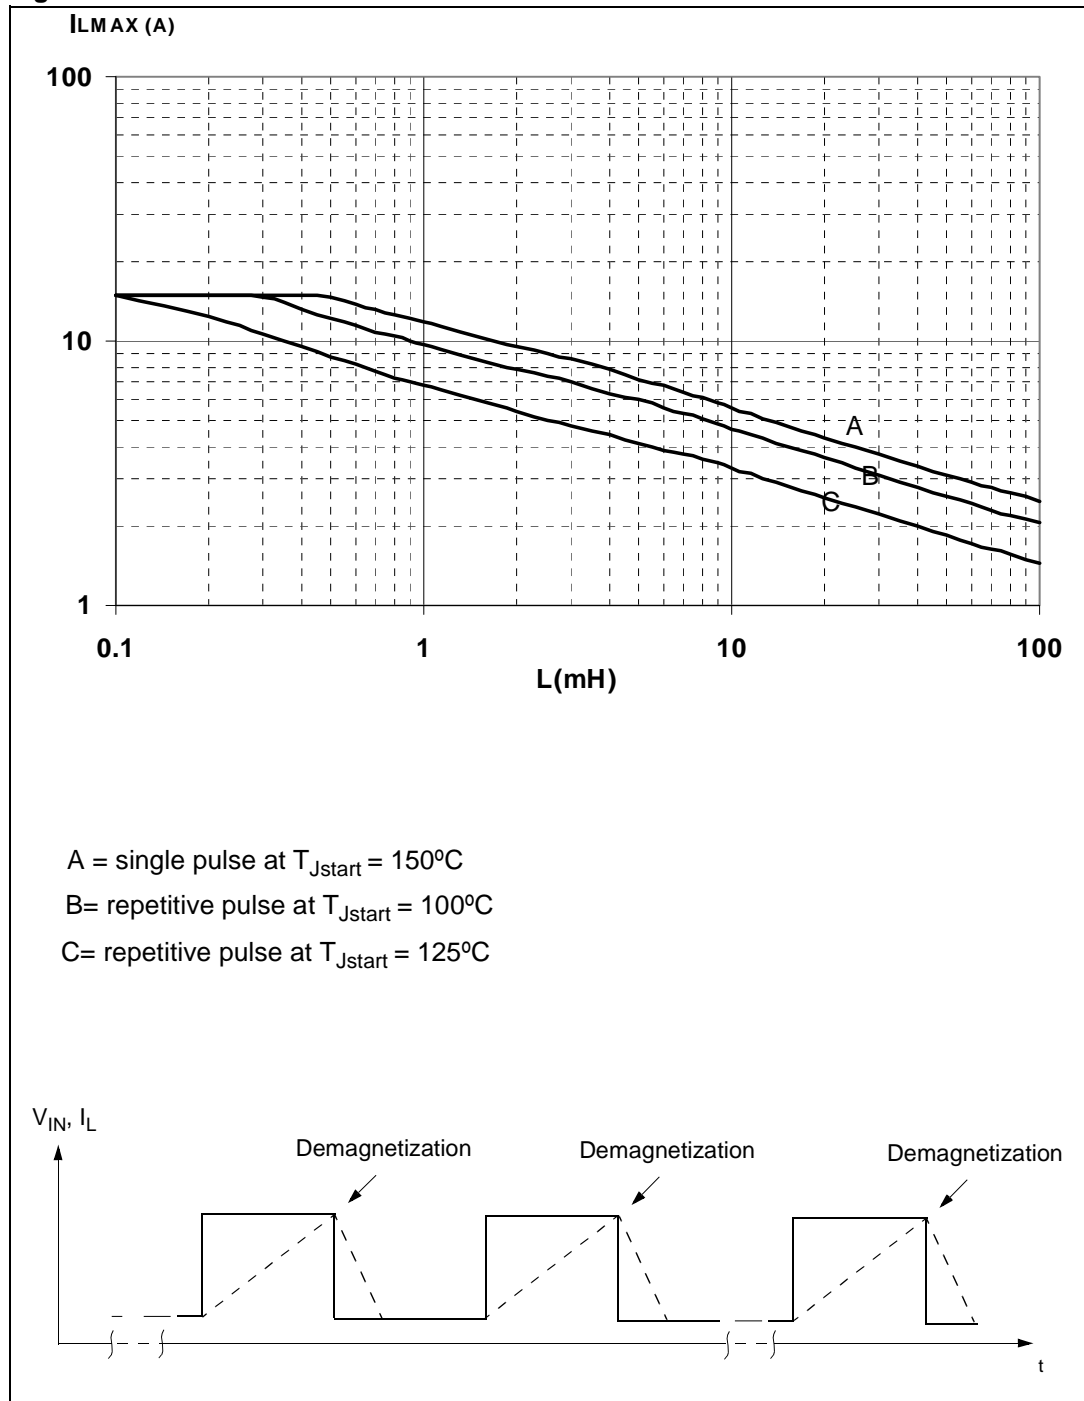 ILMAX (A)
100
10
1
A
B
C
0.1 1 10 100
L(mH)
A = single pulse at TJstart = 150ºC
B= repetitive pulse at TJstart = 100ºC
C= repetitive pulse at TJstart = 125ºC
VIN, IL
Demagnetization Demagnetization Demagnetization
t